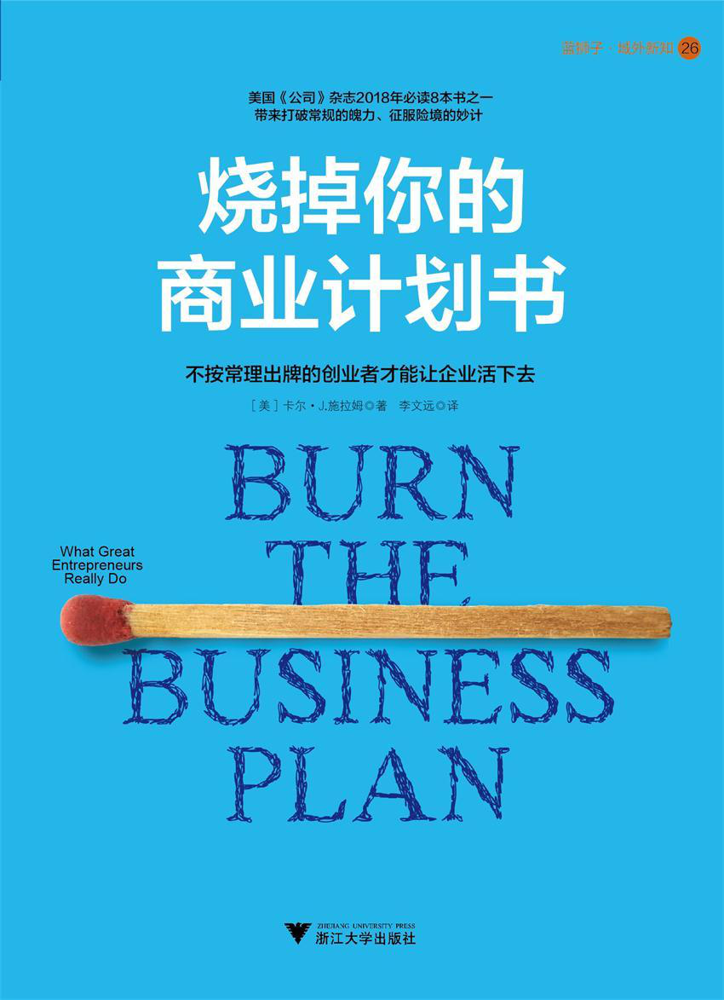 蓝狮子·域外新知 26
美国《公司》杂志2018年必读8本书之一
带来打破常规的魄力、征服险境的妙计
烧掉你的
商业计划书
不按常理出牌的创业者才能让企业活下去
［美］卡尔·J.施拉姆◎著 李文远◎译
BURN
THE
What Great
Entrepreneurs
Really Do
BUSINESS
PLAN
ZHEJIANG UNIVERSITY PRESS
浙江大学出版社